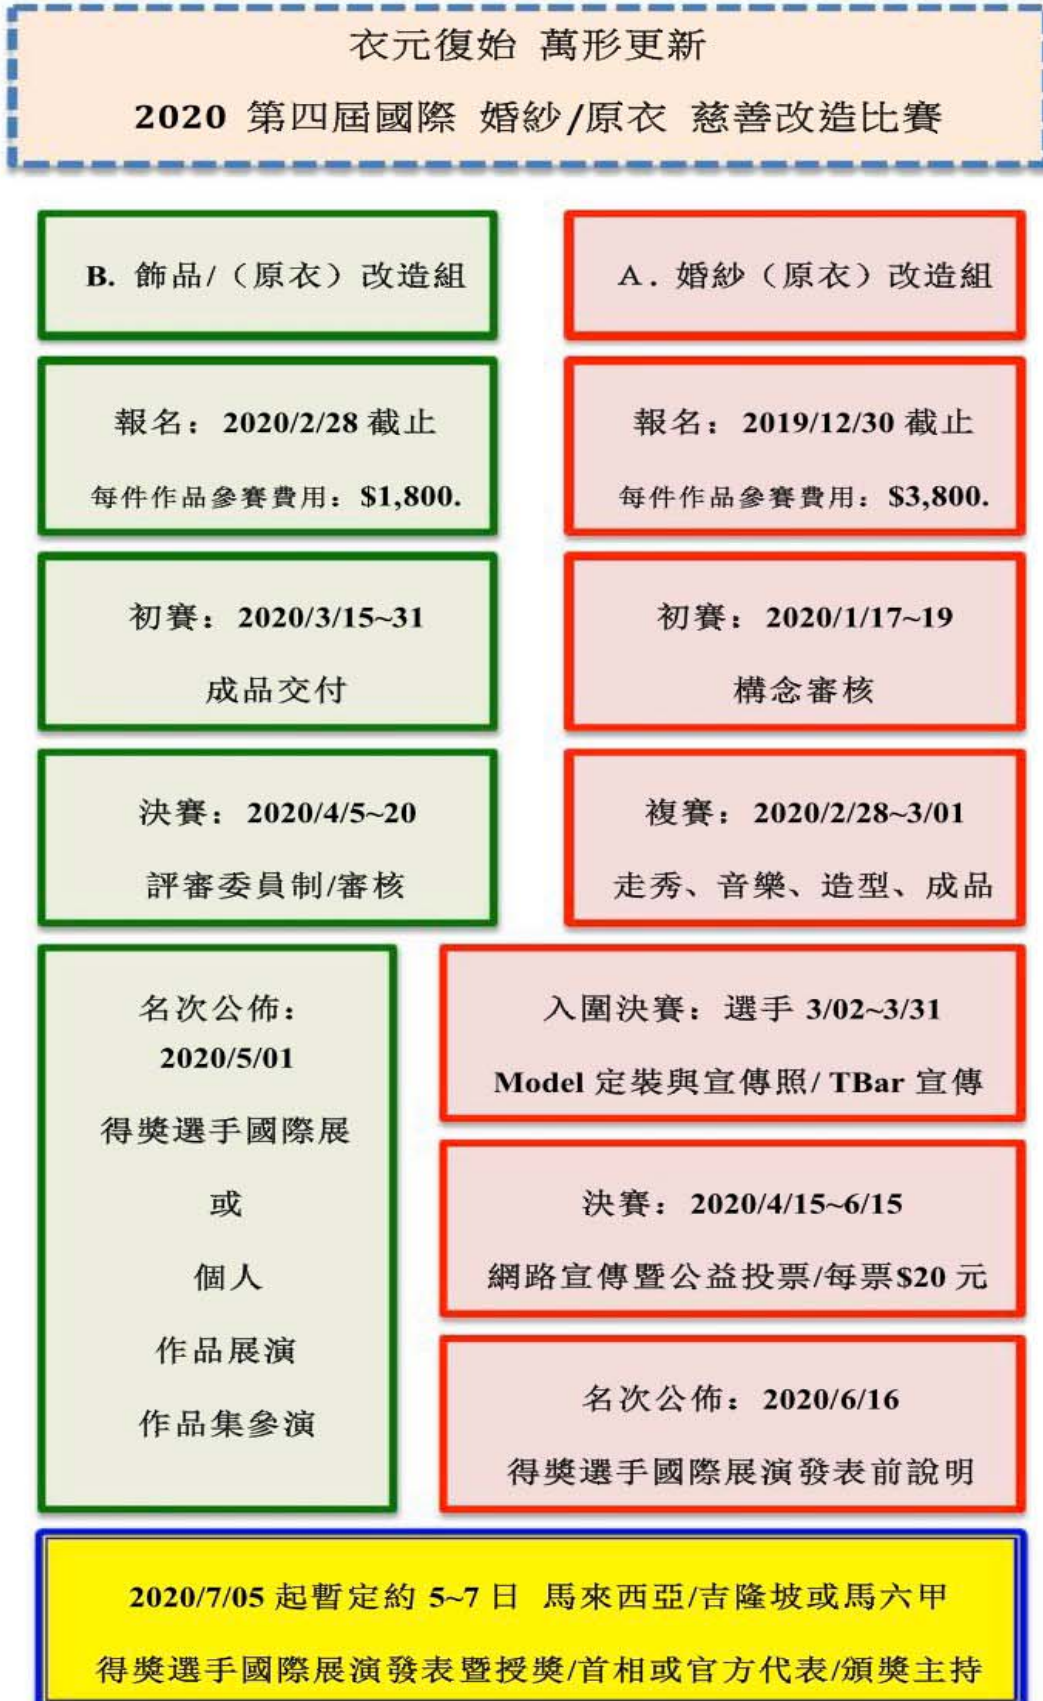 衣元復始 萬形更新
2020 第四屆國際 婚紗/原衣 慈善改造比賽
B. 飾品/（原衣）改造組
報名：2020/2/28 截止
每件作品參賽費用：$1,800.
初賽：2020/3/15~31
成品交付
決賽：2020/4/5~20
評審委員制/審核
名次公佈：
2020/5/01
得獎選手國際展
或
個人
作品展演
作品集參演
A. 婚紗（原衣）改造組
報名：2019/12/30 截止
每件作品參賽費用：$3,800.
初賽：2020/1/17~19
構念審核
複賽：2020/2/28~3/01
走秀、音樂、造型、成品
入圍決賽：選手 3/02~3/31
Model 定裝與宣傳照/ TBar 宣傳
決賽：2020/4/15~6/15
網路宣傳暨公益投票/每票$20 元
名次公佈：2020/6/16
得獎選手國際展演發表前說明
2020/7/05 起暫定約 5~7 日 馬來西亞/吉隆坡或馬六甲
得獎選手國際展演發表暨授獎/首相或官方代表/頒獎主持